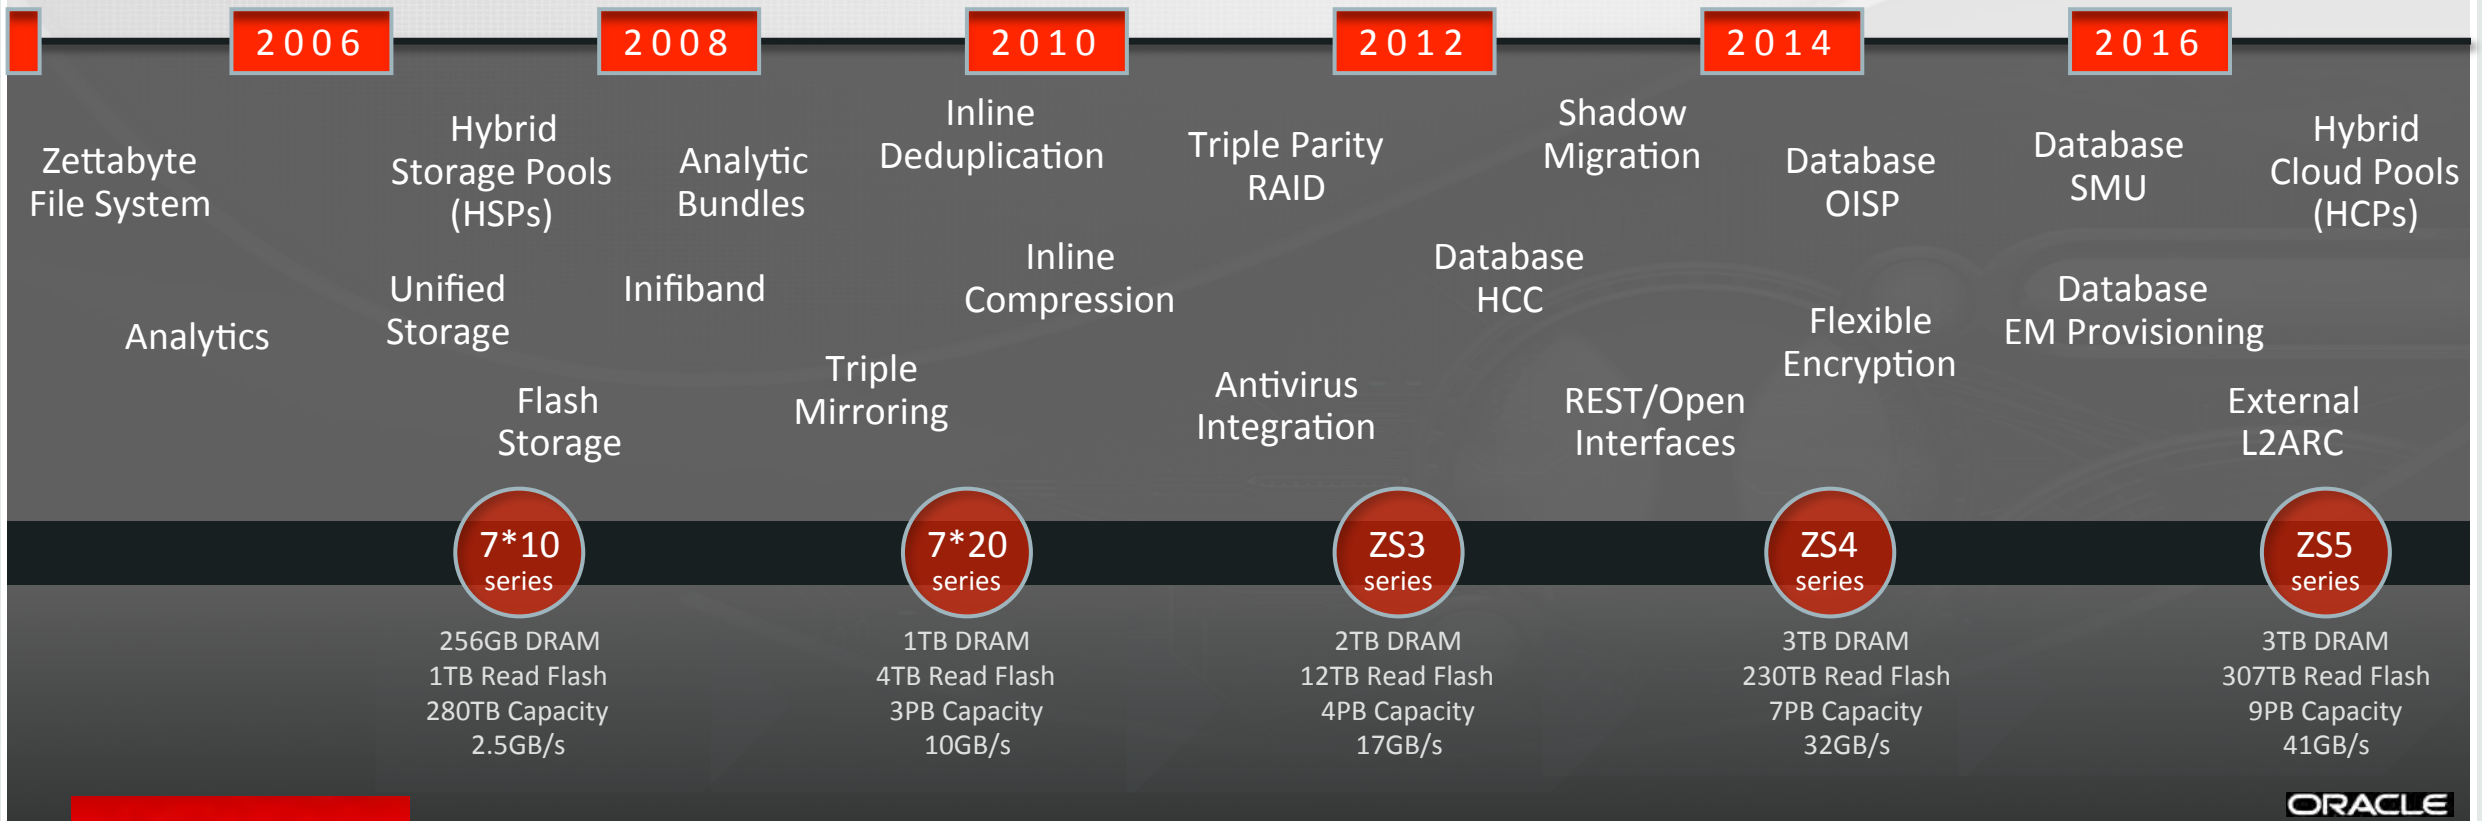 2006
2008
2010
2012
2014
2016
Zettabyte
File System
Analytics
Hybrid
Storage Pools
(HSPs)
Unified
Storage
Flash
Storage
Analytic
Bundles
Inifiband
Triple
Mirroring
Inline
Deduplication
Inline
Compression
Triple Parity
RAID
Antivirus
Integration
Database
HCC
Shadow
Migration
REST/Open
Interfaces
Database
OISP
Flexible
Encryption
Database
SMU
Database
EM Provisioning
Hybrid
Cloud Pools
(HCPs)
External
L2ARC
7*10
series
256GB DRAM
1TB Read Flash
280TB Capacity
2.5GB/s
7*20
series
1TB DRAM
4TB Read Flash
3PB Capacity
10GB/s
ZS3
series
2TB DRAM
12TB Read Flash
4PB Capacity
17GB/s
ZS4
series
3TB DRAM
230TB Read Flash
7PB Capacity
32GB/s
ZS5
series
3TB DRAM
307TB Read Flash
9PB Capacity
41GB/s
ORACLE